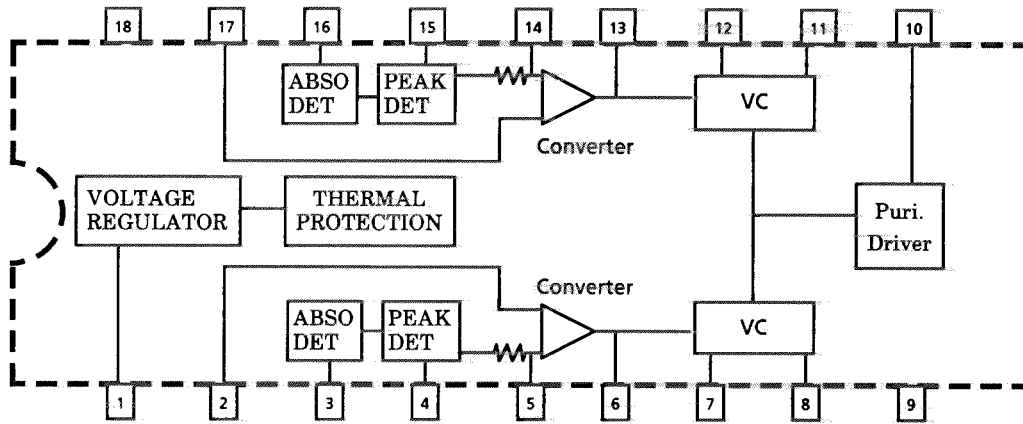 18 17 16 15 14 13 12 11 10
ABSO DET
PEAK DET
VC
Converter
VOLTAGE REGULATOR
THERMAL PROTECTION
Puri. Driver
Converter
ABSO DET
PEAK DET
VC
1 2 3 4 5 6 7 8 9